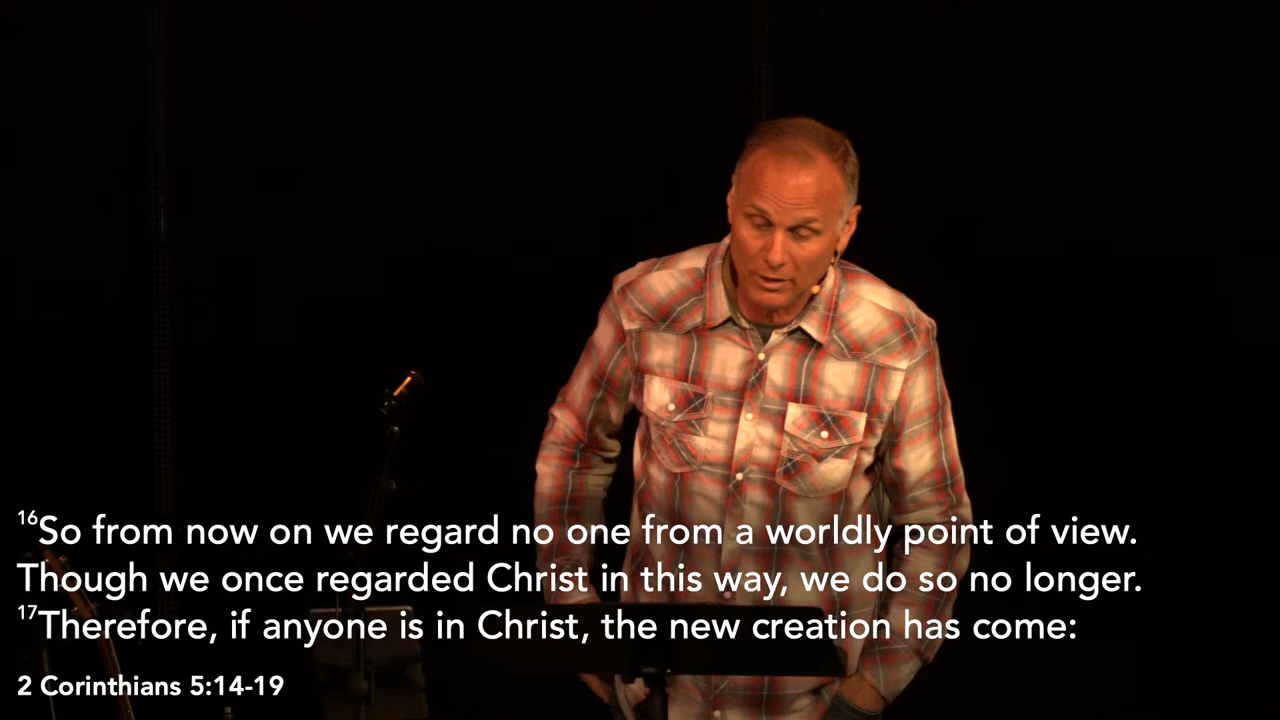 ¹⁶So from now on we regard no one from a worldly point of view.
Though we once regarded Christ in this way, we do so no longer.
¹⁷Therefore, if anyone is in Christ, the new creation has come:
2 Corinthians 5:14-19